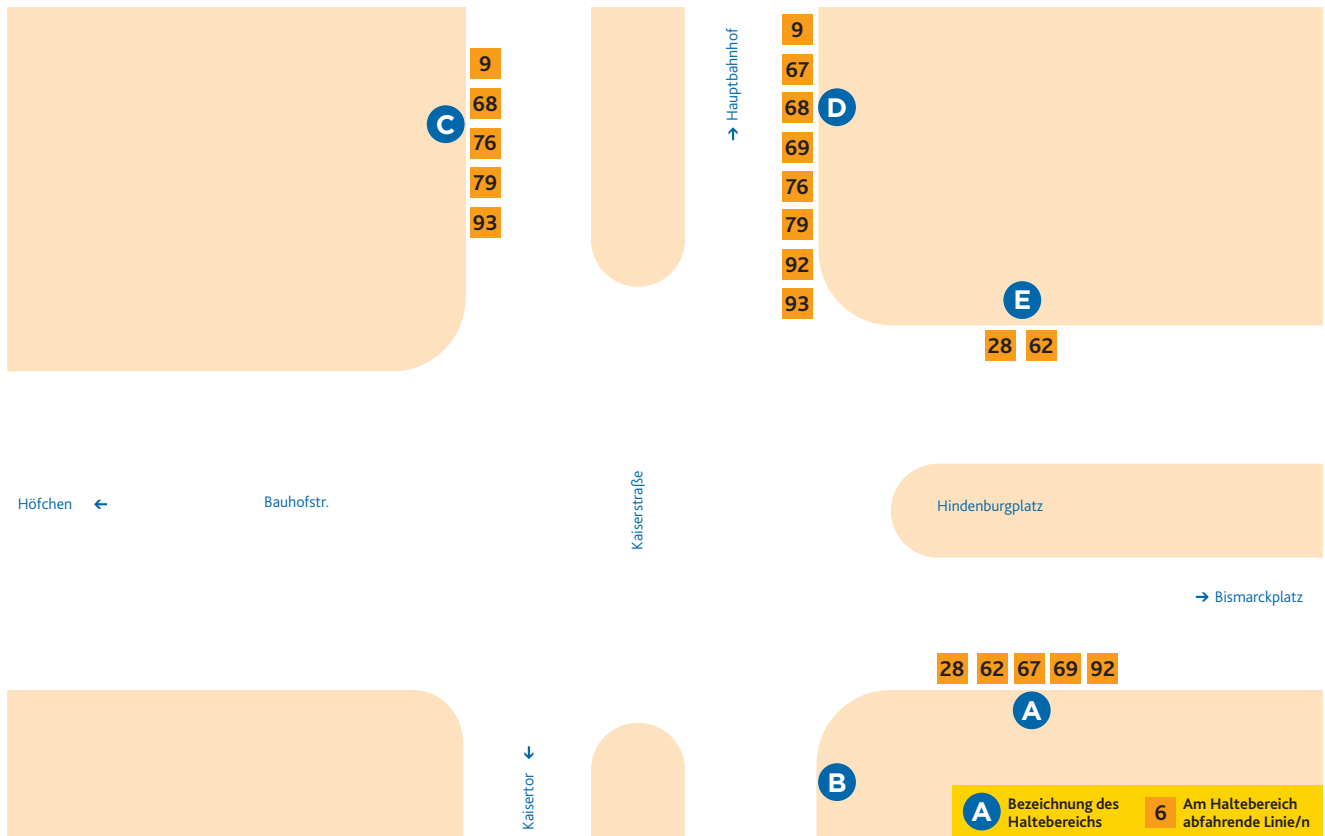 9
68
76
79
93
C
→ Hauptbahnhof
9
67
68
69
76
79
92
93
D
E
28 62
Höfchen ←
Bauhofstr.
Kaiserstraße
Hindenburgplatz
→ Bismarckplatz
28 62 67 69 92
A
Kaisertor ←
B
A Bezeichnung des
Haltebereichs
6 Am Haltebereich
abfahrende Linie/n